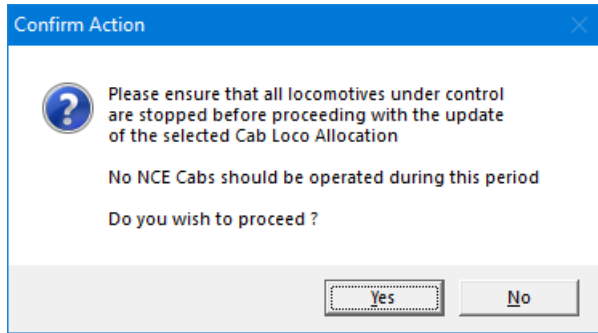 Confirm Action
Please ensure that all locomotives under control
are stopped before proceeding with the update
of the selected Cab Loco Allocation
No NCE Cabs should be operated during this period
Do you wish to proceed ?
Yes
No